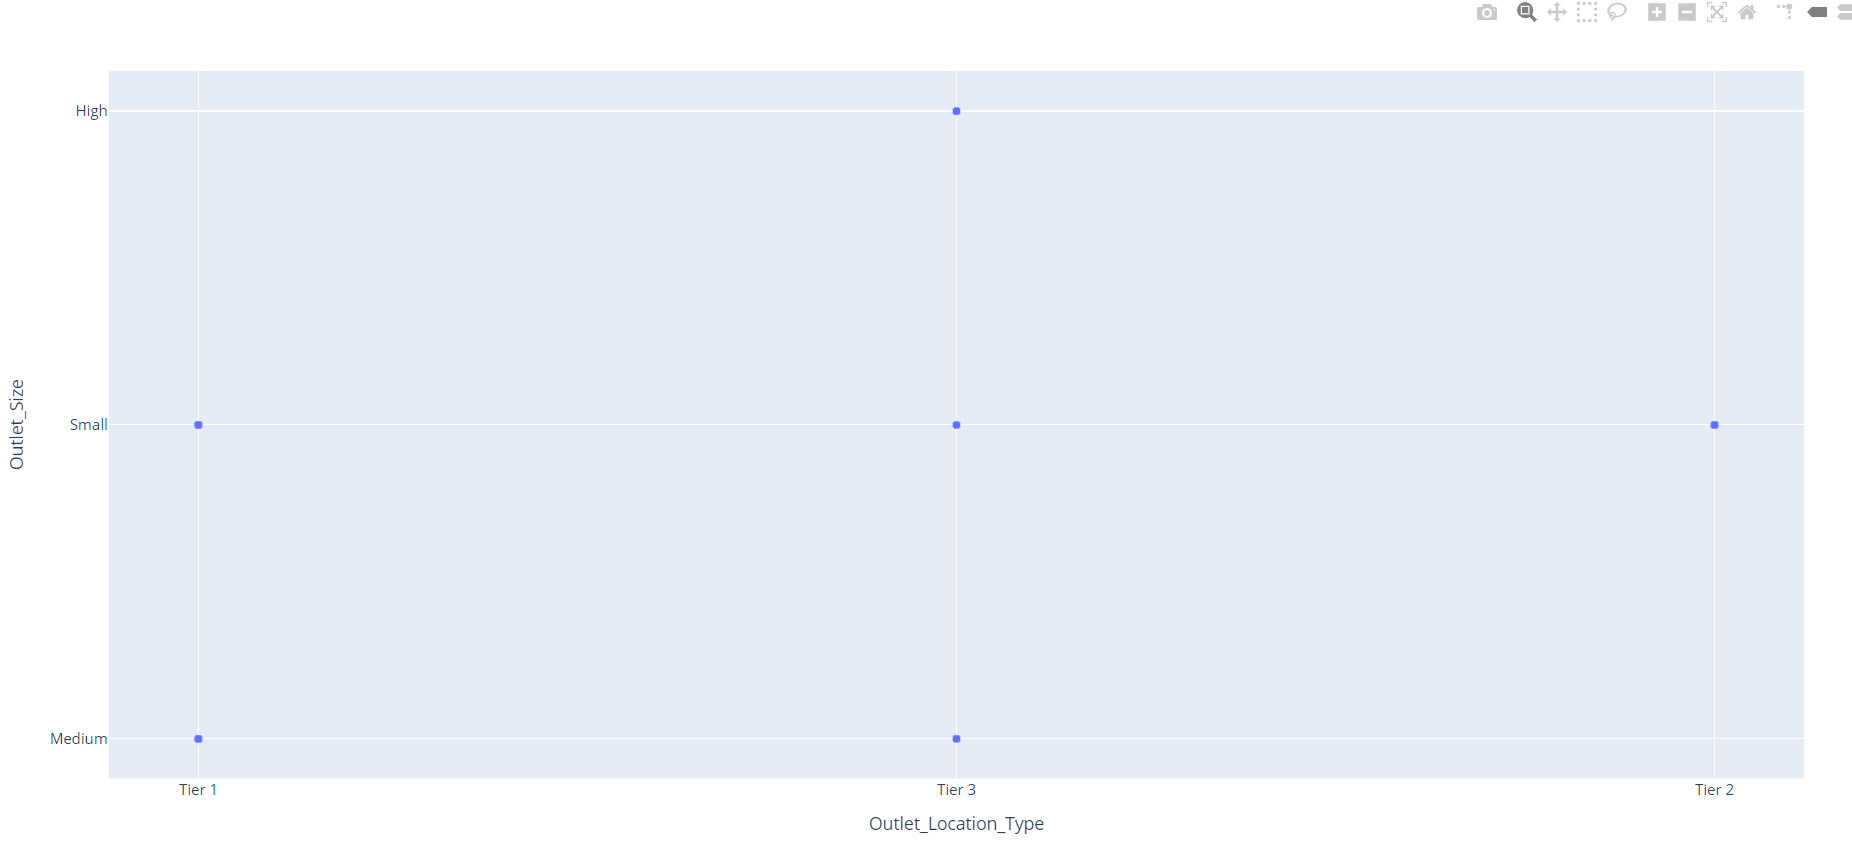 High
Small
Medium
Outlet_Size
Tier 1
Tier 3
Tier 2
Outlet_Location_Type